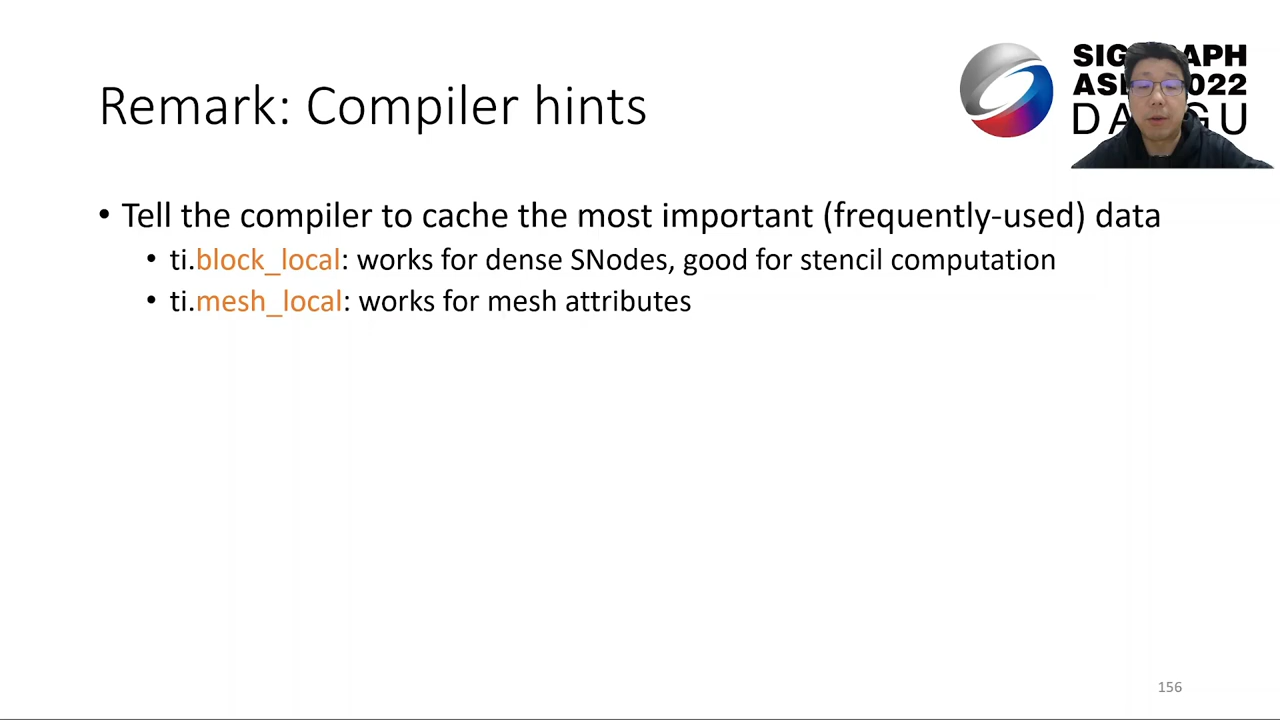 Remark: Compiler hints
• Tell the compiler to cache the most important (frequently-used) data
• ti.block_local: works for dense SNodes, good for stencil computation
• ti.mesh_local: works for mesh attributes
156